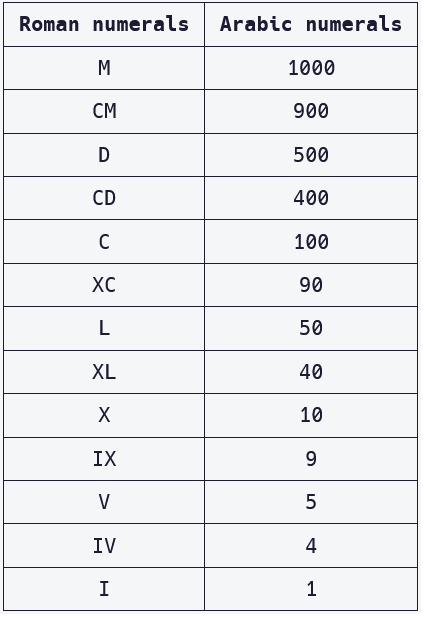 Roman numerals Arabic numerals
M 1000
CM 900
D 500
CD 400
C 100
XC 90
L 50
XL 40
X 10
IX 9
V 5
IV 4
I 1